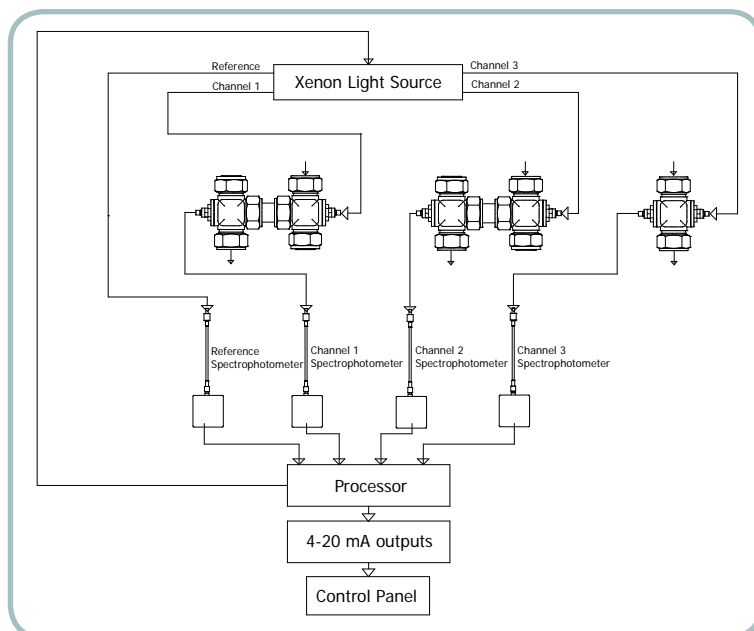 Reference
Channel 3
Xenon Light Source
Channel 1
Channel 2
Reference
Spectrophotometer
Channel 1
Spectrophotometer
Channel 2
Spectrophotometer
Channel 3
Spectrophotometer
Processor
4-20 mA outputs
Control Panel